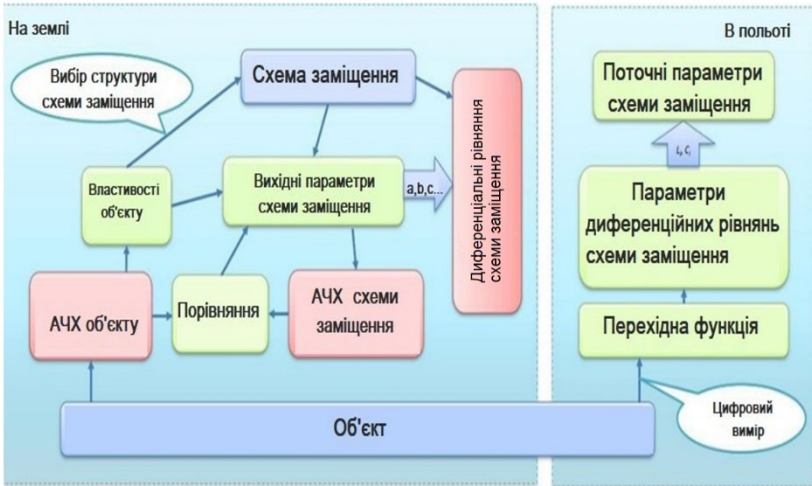 На землі
В польоті
Вибір структури
схеми заміщення
Схема заміщення
Диференціальні рівняння
схеми заміщення
Поточні параметри
схеми заміщення
Властивості
об'єкту
Вихідні параметри
схеми заміщення
a,b,c...
Параметри
диференційних рівнянь
схеми заміщення
АЧХ об'єкту
Порівняння
АЧХ схеми
заміщення
Перехідна функція
Об'єкт
Цифровий
вимір